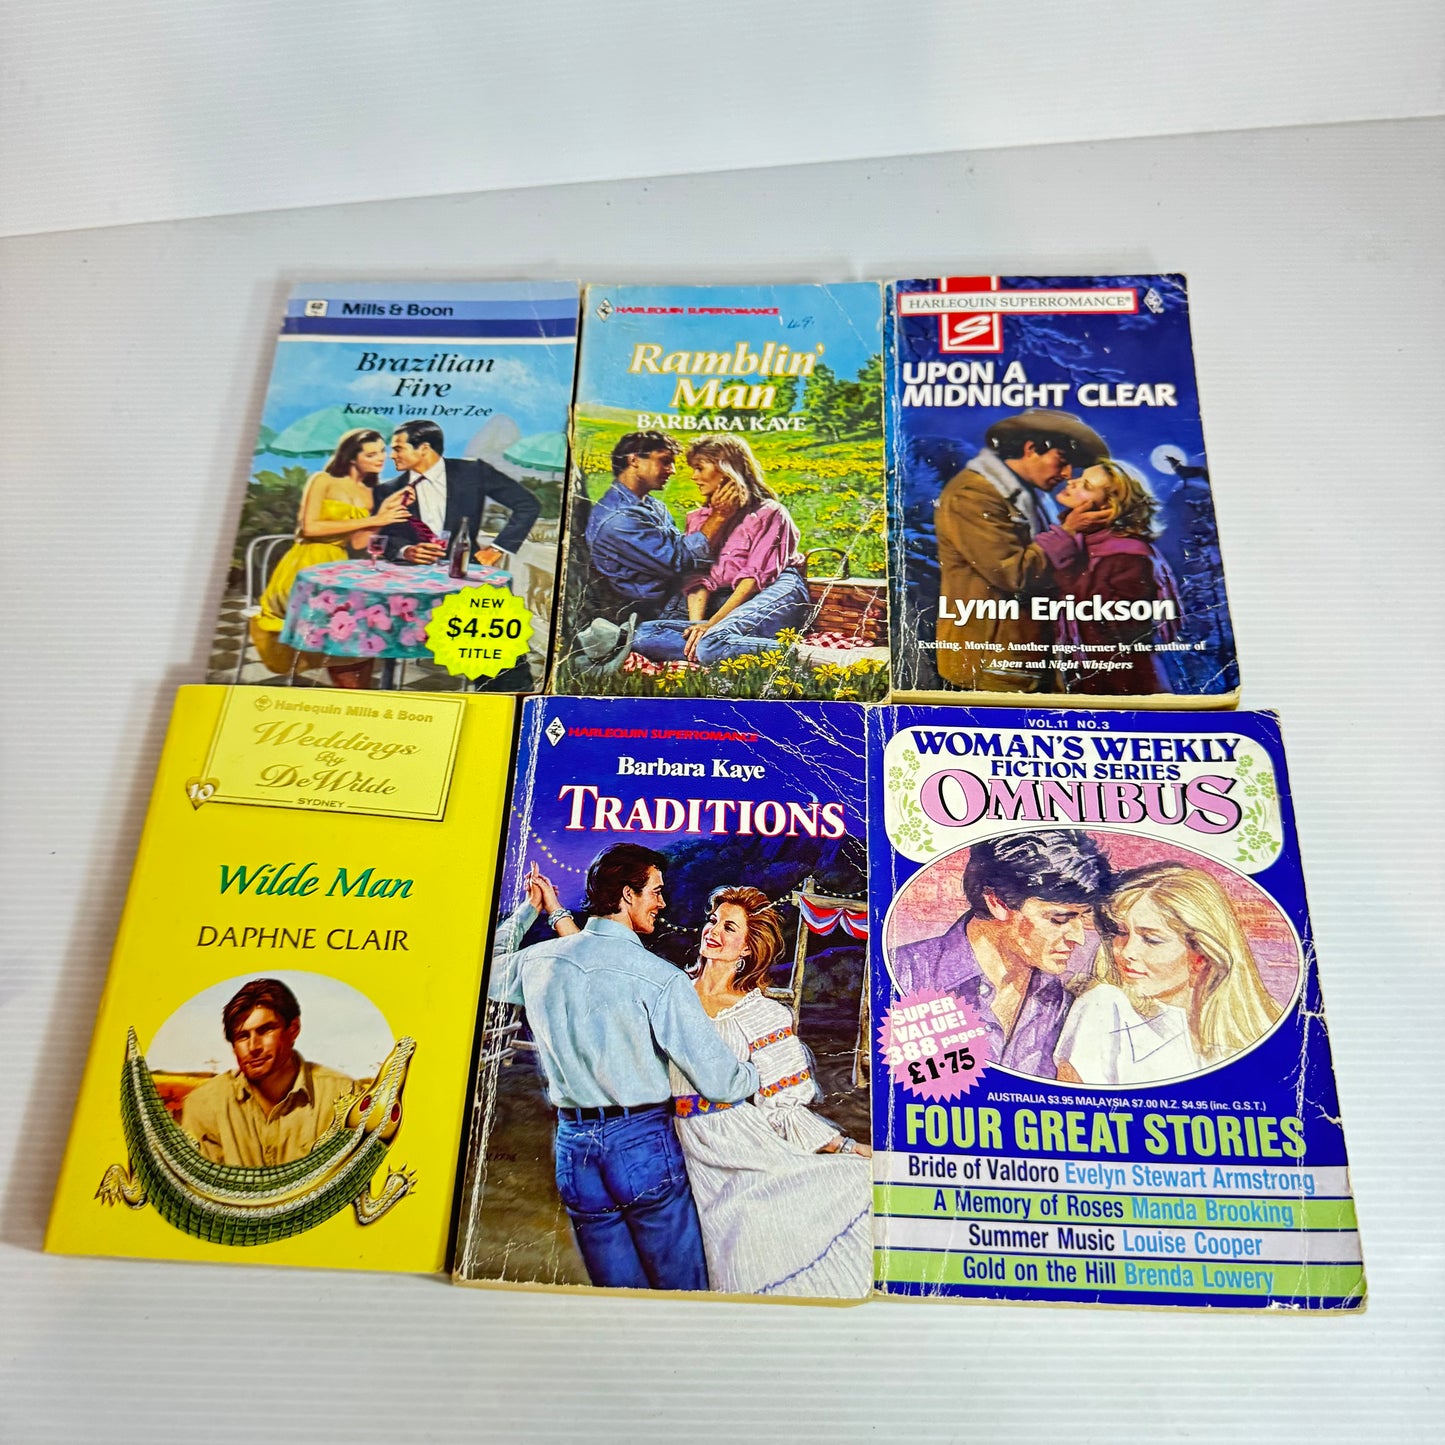 Mills & Boon
Brazilian
Fire
Karen Van Der Zee
NEW
$4.50
TITLE
HARLEQUIN SUPERROMANCE
69.
Ramblin'
Man
BARBARA KAYE
HARLEQUIN SUPERROMANCE®
S
UPON A
MIDNIGHT CLEAR
Lynn Erickson
Exciting. Moving. Another page-turner by the author of
Aspen and Night Whispers
Harlequin Mills & Boon
Weddings
By
DeWilde
SYDNEY
10
Wilde Man
DAPHNE CLAIR
HARLEQUIN SUPERROMANCE
Barbara Kaye
TRADITIONS
VOL.11 NO.3
WOMAN'S WEEKLY
FICTION SERIES
OMNIBUS
SUPER
VALUE!
388 pages
£1·75
AUSTRALIA $3.95 MALAYSIA $7.00 N.Z. $4.95 (inc. G.S.T.)
FOUR GREAT STORIES
Bride of Valdoro Evelyn Stewart Armstrong
A Memory of Roses Manda Brooking
Summer Music Louise Cooper
Gold on the Hill Brenda Lowery